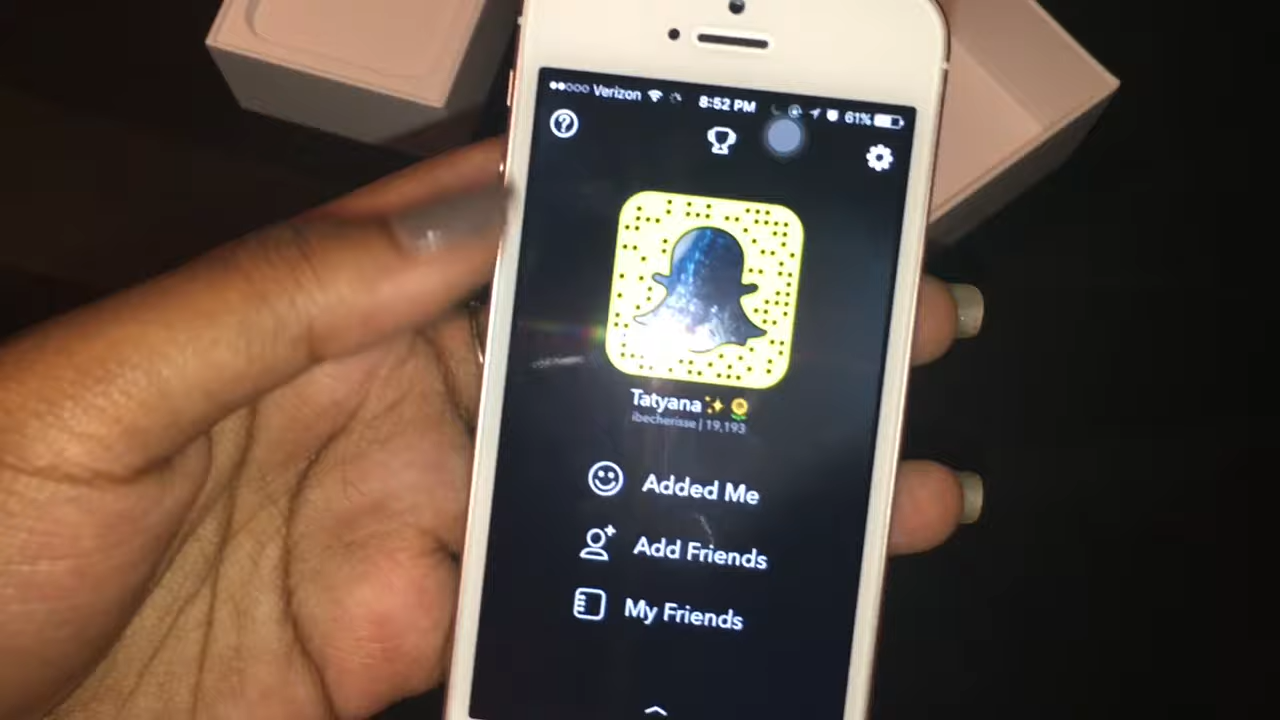 Verizon 8:52 PM 61%
Tatyana✨🌻
ibecherisse | 19,193
Added Me
Add Friends
My Friends